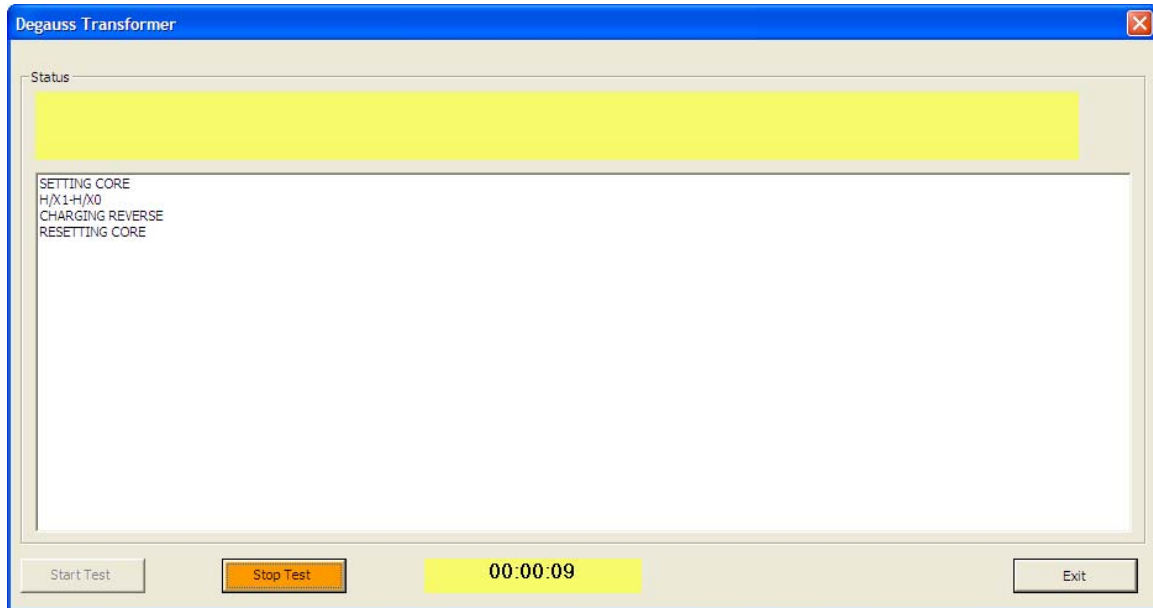 Degauss Transformer
Status
SETTING CORE
H/X1-H/X0
CHARGING REVERSE
RESETTING CORE
Start Test
Stop Test
00:00:09
Exit